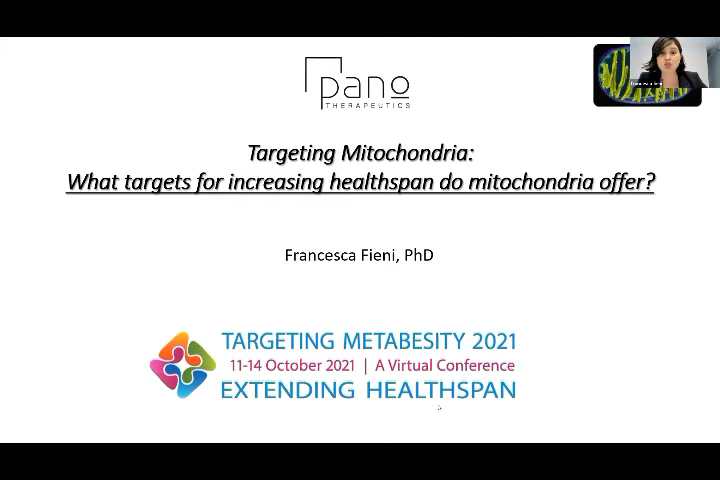 pano
THERAPEUTICS
Targeting Mitochondria:
What targets for increasing healthspan do mitochondria offer?
Francesca Fieni, PhD
TARGETING METABESITY 2021
11-14 October 2021 | A Virtual Conference
EXTENDING HEALTHSPAN